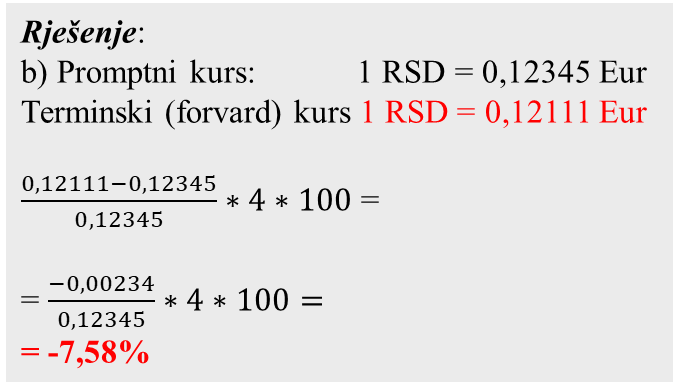 Rješenje:
b) Promptni kurs: 1 RSD = 0,12345 Eur
Terminski (forvard) kurs 1 RSD = 0,12111 Eur
0,12111−0,12345
0,12345
∗ 4 ∗ 100 =
= −0,00234
0,12345
∗ 4 ∗ 100 =
= -7,58%